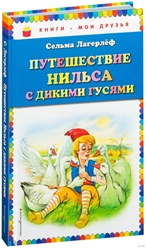 КНИГИ - МОИ ДРУЗЬЯ
Сельма Лагерлёф
ПУТЕШЕСТВИЕ
НИЛЬСА
С ДИКИМИ ГУСЯМИ